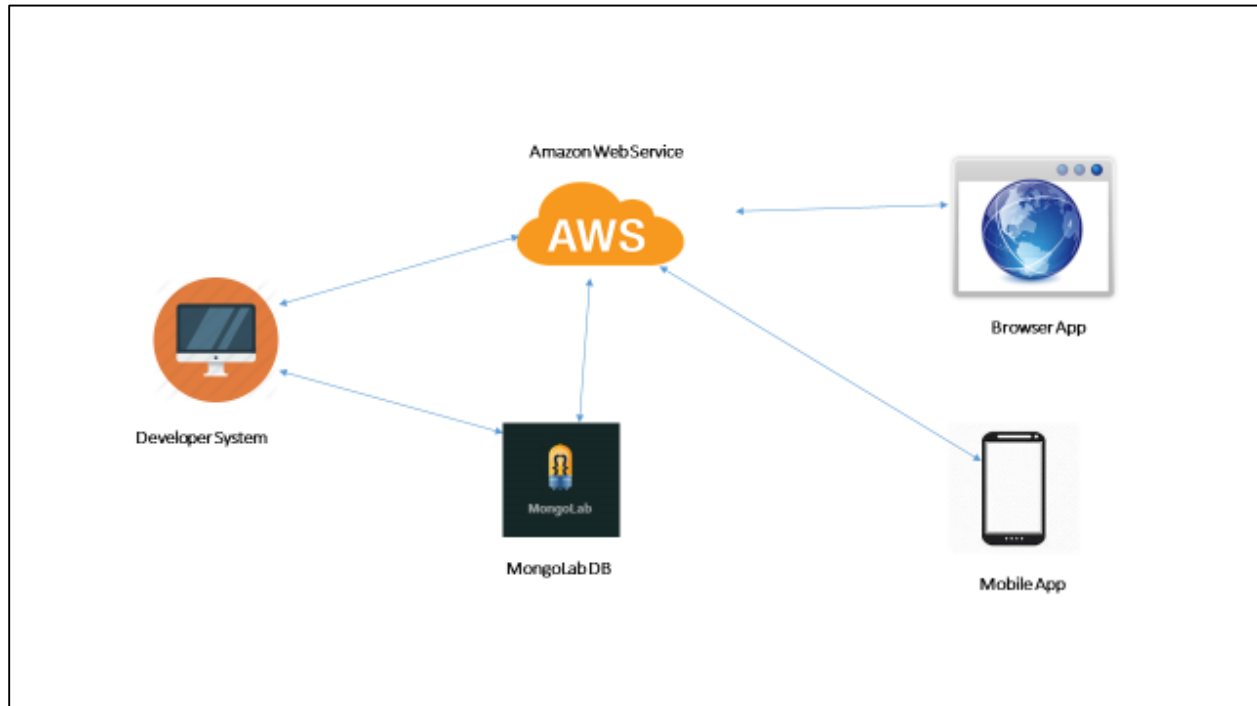 Amazon Web Service
AWS
Browser App
Developer System
MongoLab
MongoLab DB
Mobile App